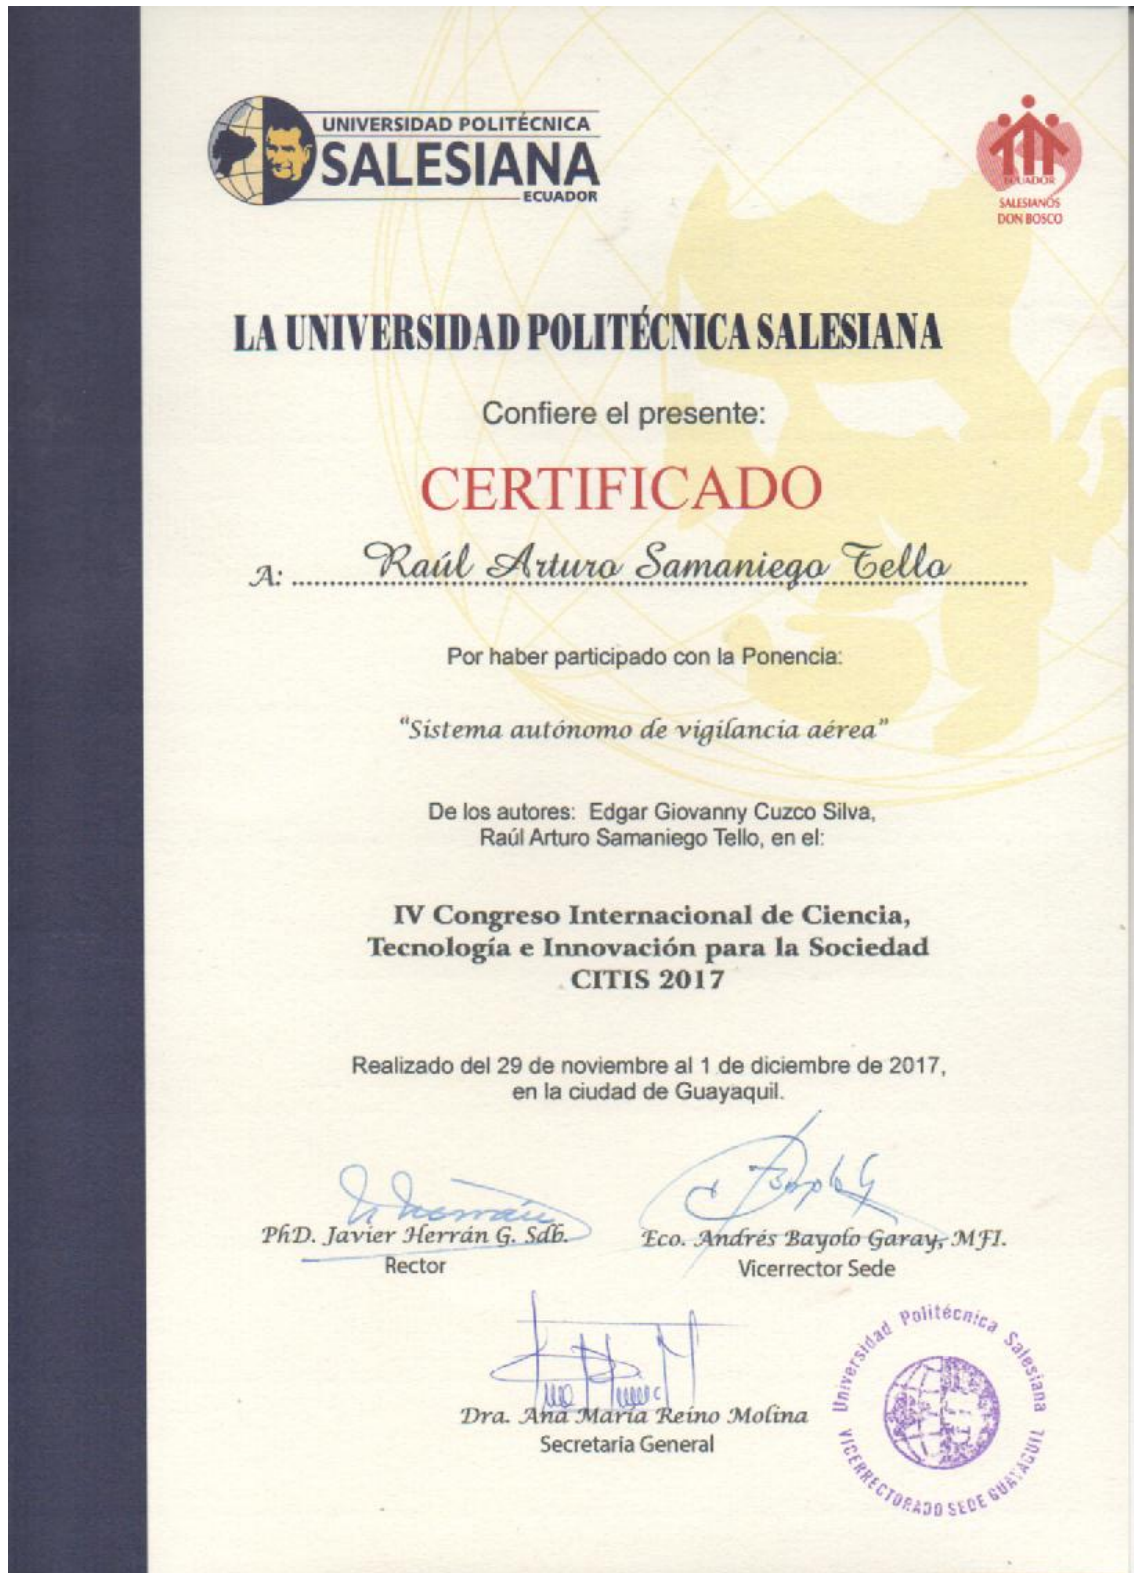 UNIVERSIDAD POLITÉCNICA
SALESIANA
ECUADOR
ECUADOR
SALESIANOS
DON BOSCO
LA UNIVERSIDAD POLITÉCNICA SALESIANA
Confiere el presente:
CERTIFICADO
A: Raúl Arturo Samaniego Tello
Por haber participado con la Ponencia:
“Sistema autónomo de vigilancia aérea”
De los autores: Edgar Giovanny Cuzco Silva,
Raúl Arturo Samaniego Tello, en el:
IV Congreso Internacional de Ciencia,
Tecnología e Innovación para la Sociedad
CITIS 2017
Realizado del 29 de noviembre al 1 de diciembre de 2017,
en la ciudad de Guayaquil.
PhD. Javier Herrán G. Sdb.
Rector
Eco. Andrés Bayolo Garay, MFI.
Vicerrector Sede
Dra. Ana María Reino Molina
Secretaria General
Universidad Politécnica Salesiana
VICERRECTORADO SEDE GUAYAQUIL